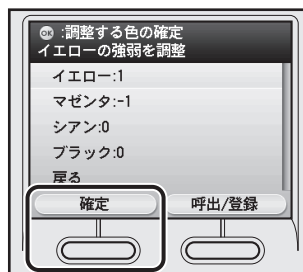 OK :調整する色の確定
イエローの強弱を調整
イエロー:1
マゼンタ:-1
シアン:0
ブラック:0
戻る
確定 呼出/登録